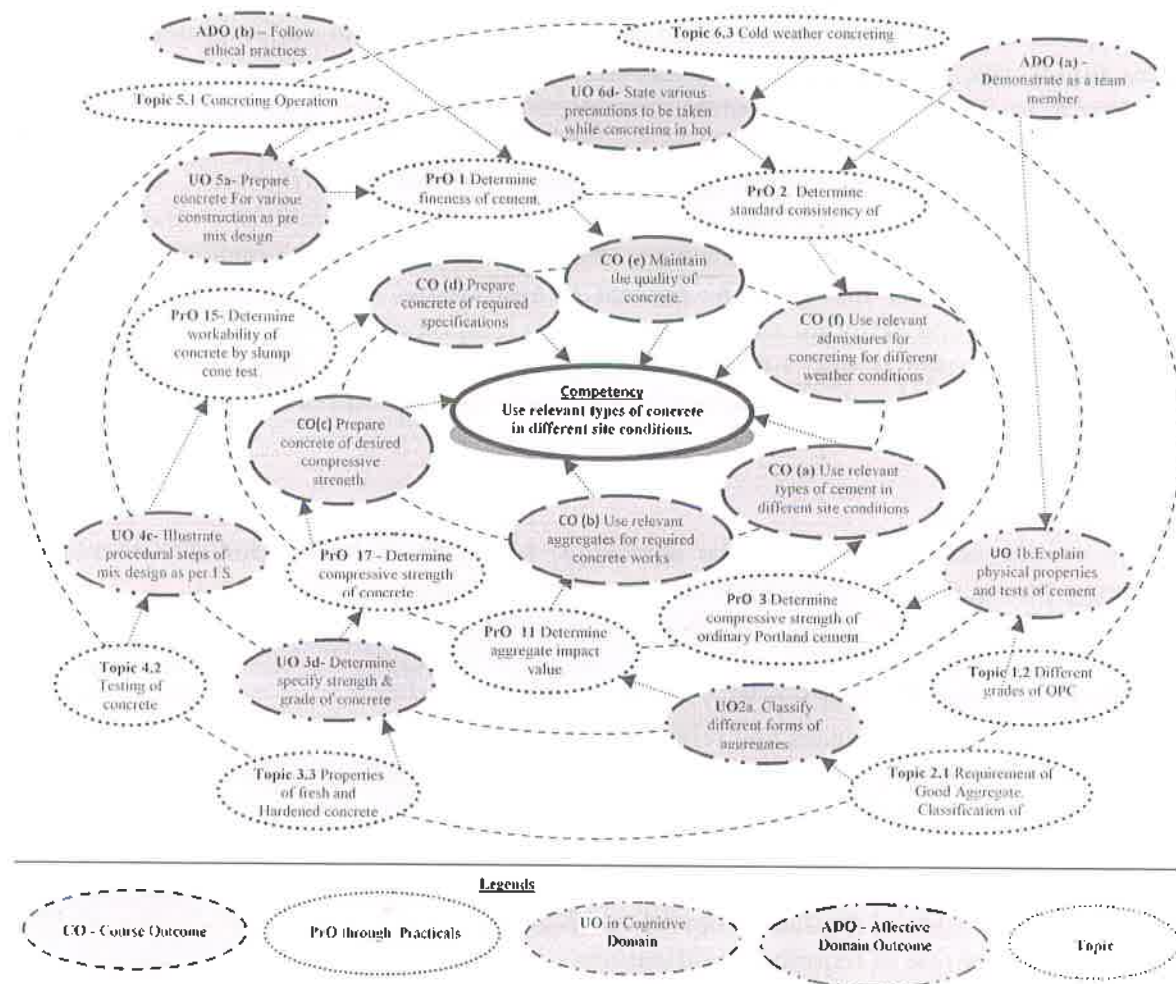 ADO (b) – Follow
ethical practices
Topic 6.3 Cold weather concreting
ADO (a) -
Demonstrate as a team
member
Topic 5.1 Concreting Operation
UO 6d- State various
precautions to be taken
while concreting in hot
UO 5a- Prepare
concrete For various
construction as pre
mix design
PrO 1 Determine
fineness of cement.
PrO 2 Determine
standard consistency of
CO (e) Maintain
the quality of
concrete.
CO (d) Prepare
concrete of required
specifications
PrO 15- Determine
workability of
concrete by slump
cone test
CO (f) Use relevant
admixtures for
concreting for different
weather conditions
Competency
Use relevant types of concrete
in different site conditions.
CO(c) Prepare
concrete of desired
compressive
strength
CO (a) Use relevant
types of cement in
different site conditions
CO (b) Use relevant
aggregates for required
concrete works
UO 4c- Illustrate
procedural steps of
mix design as per I.S.
PrO 17 - Determine
compressive strength
of concrete
UO 1b.Explain
physical properties
and tests of cement
PrO 3 Determine
compressive strength of
ordinary Portland cement
PrO 11 Determine
aggregate impact
value
Topic 4.2
Testing of
concrete
UO 3d- Determine
specify strength &
grade of concrete
Topic 1.2 Different
grades of OPC
UO2a. Classify
different forms of
aggregates
Topic 3.3 Properties
of fresh and
Hardened concrete
Topic 2.1 Requirement of
Good Aggregate,
Classification of
Legends
UO - Course Outcome
PrO through Practicals
UO in Cognitive
Domain
ADO - Affective
Domain Outcome
Topic